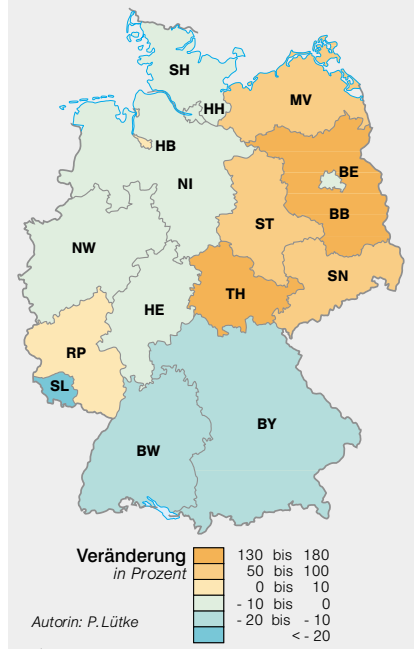 SH
MV
HH
HB
BE
NI
BB
ST
NW
SN
HE
TH
RP
SL
BY
BW
Veränderung
in Prozent
130 bis 180
50 bis 100
0 bis 10
- 10 bis 0
- 20 bis - 10
< - 20
Autorin: P. Lütke